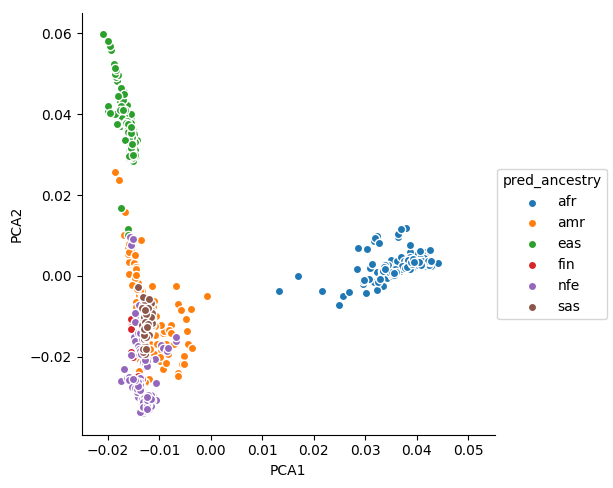 0.06
0.04
0.02
0.00
−0.02
PCA2
−0.02
−0.01
0.00
0.01
0.02
0.03
0.04
0.05
PCA1
pred_ancestry
afr
amr
eas
fin
nfe
sas